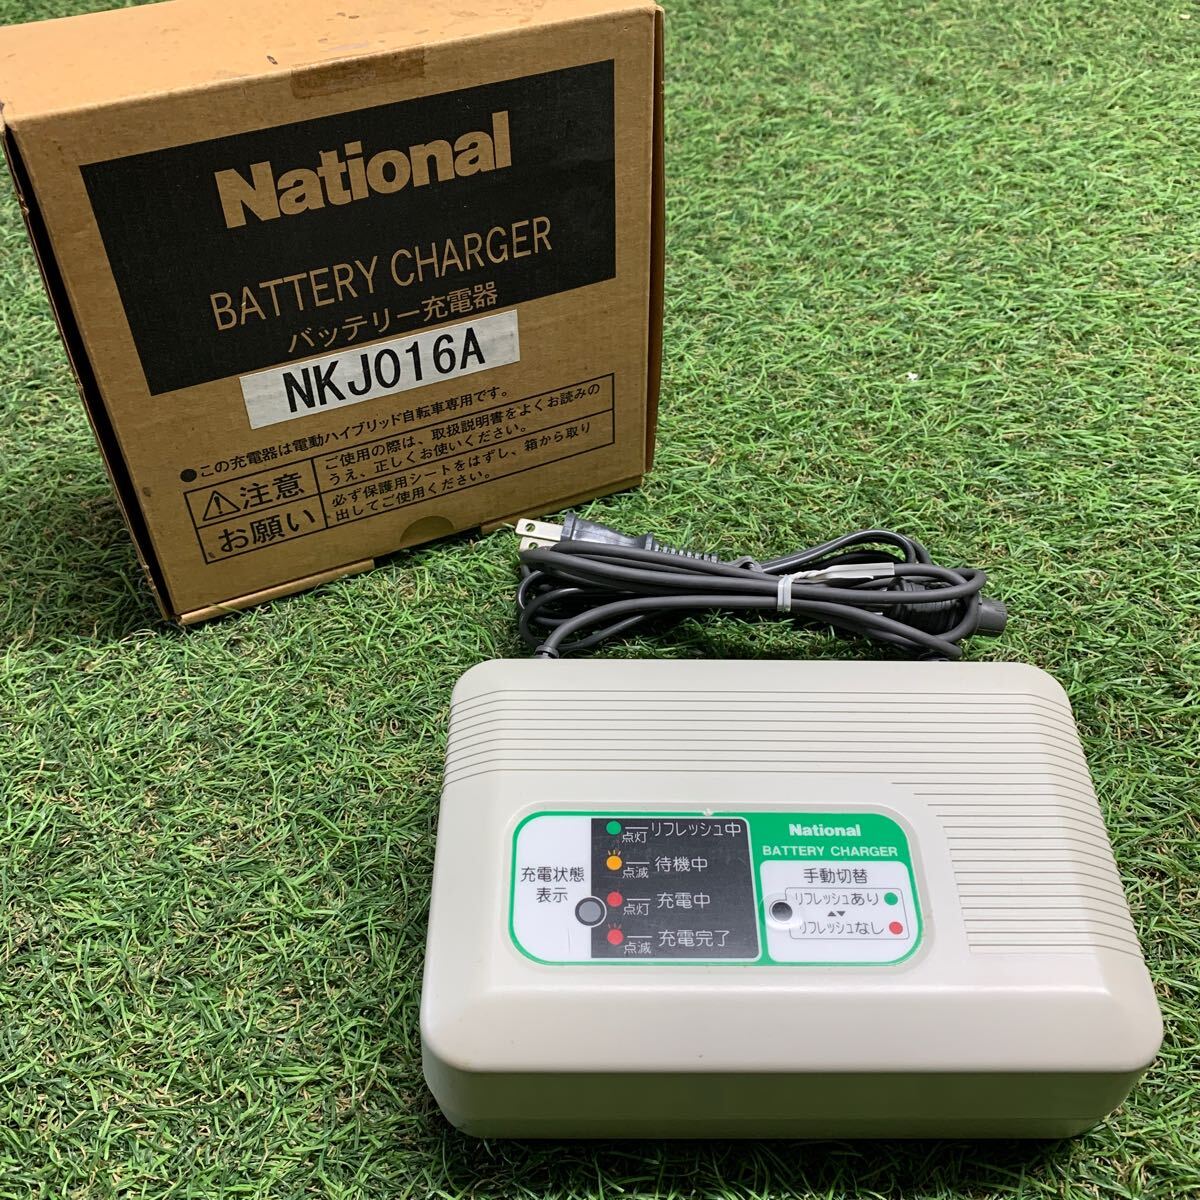 National
BATTERY CHARGER
バッテリー充電器
NKJ016A
●この充電器は電動ハイブリッド自転車専用です。
注意
お願い
ご使用の際は、取扱説明書をよくお読みの
うえ、正しくお使いください。
必ず保護用シートをはずし、箱から取り
出してご使用ください。
充電状態
表示
点灯
リフレッシュ中
点滅
待機中
点灯
充電中
点滅
充電完了
National
BATTERY CHARGER
手動切替
リフレッシュあり
▲▼
リフレッシュなし